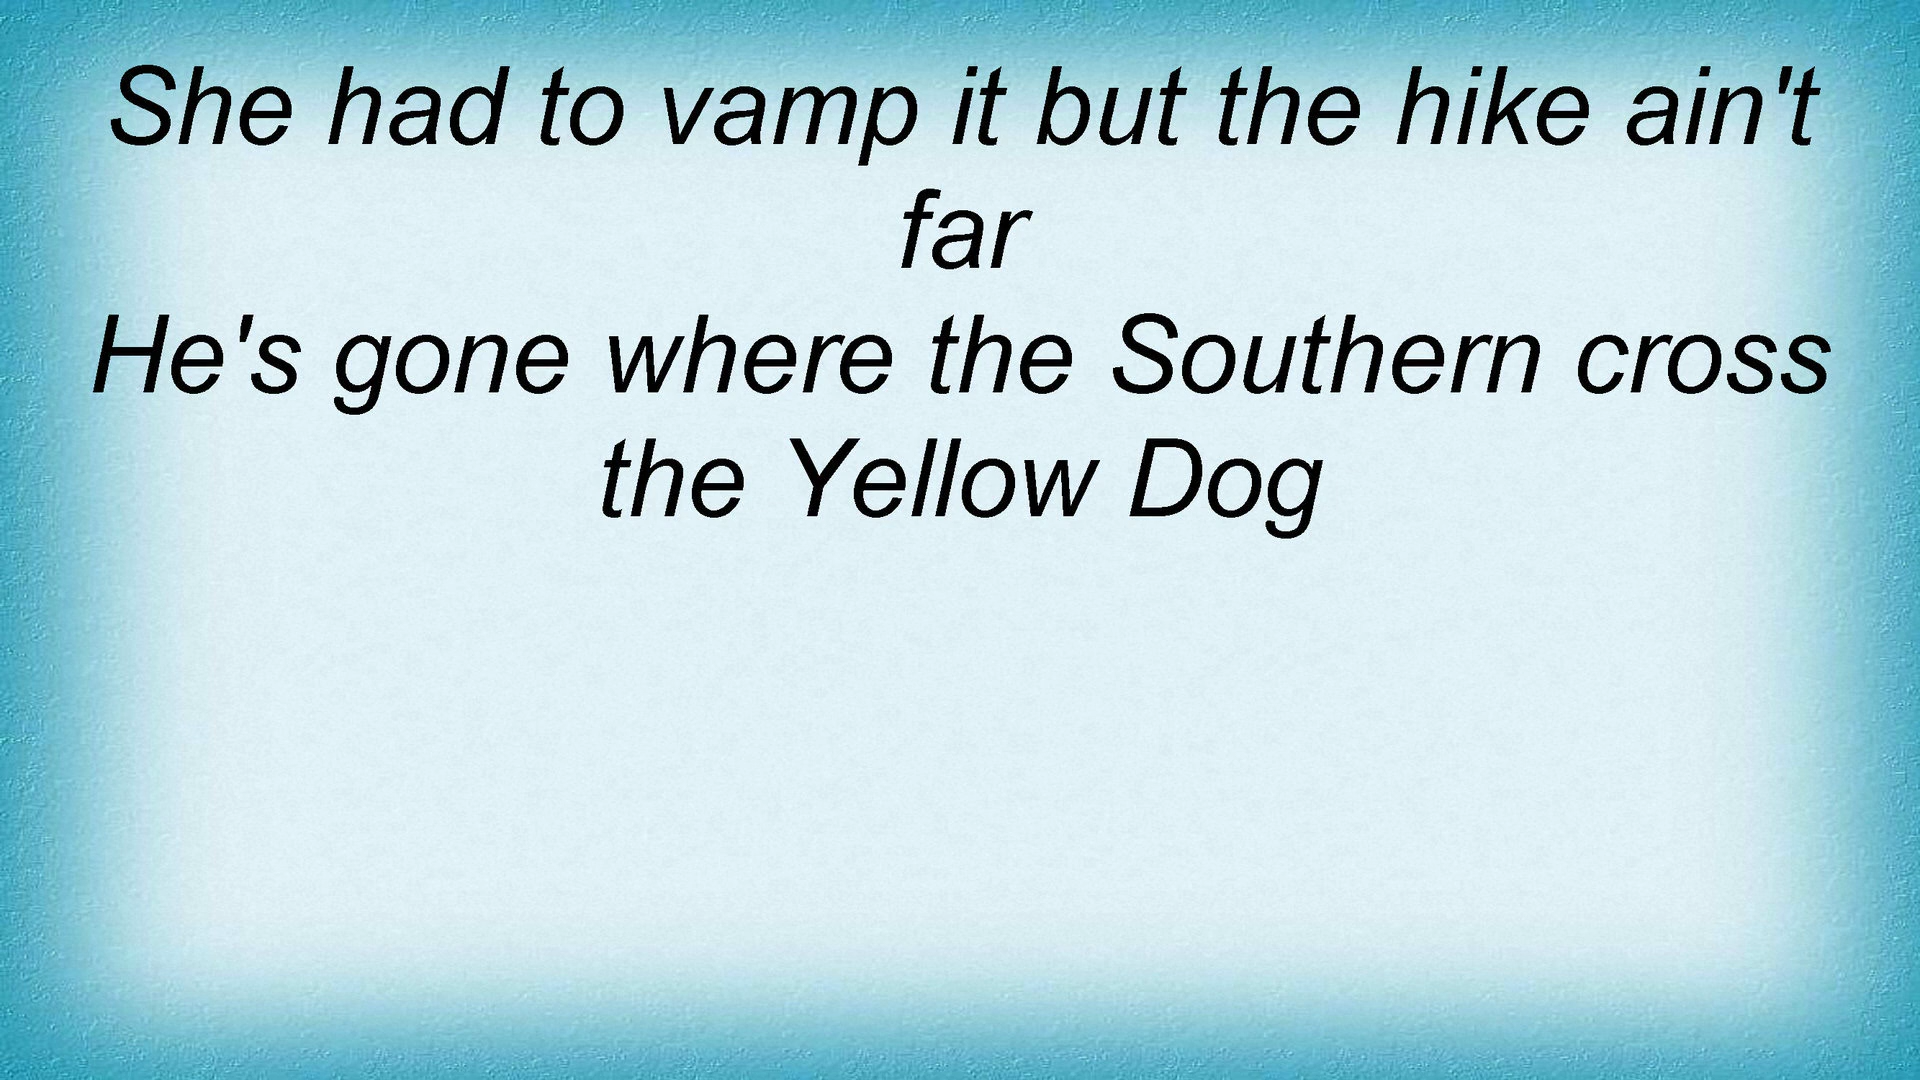 She had to vamp it but the hike ain't
far
He's gone where the Southern cross
the Yellow Dog